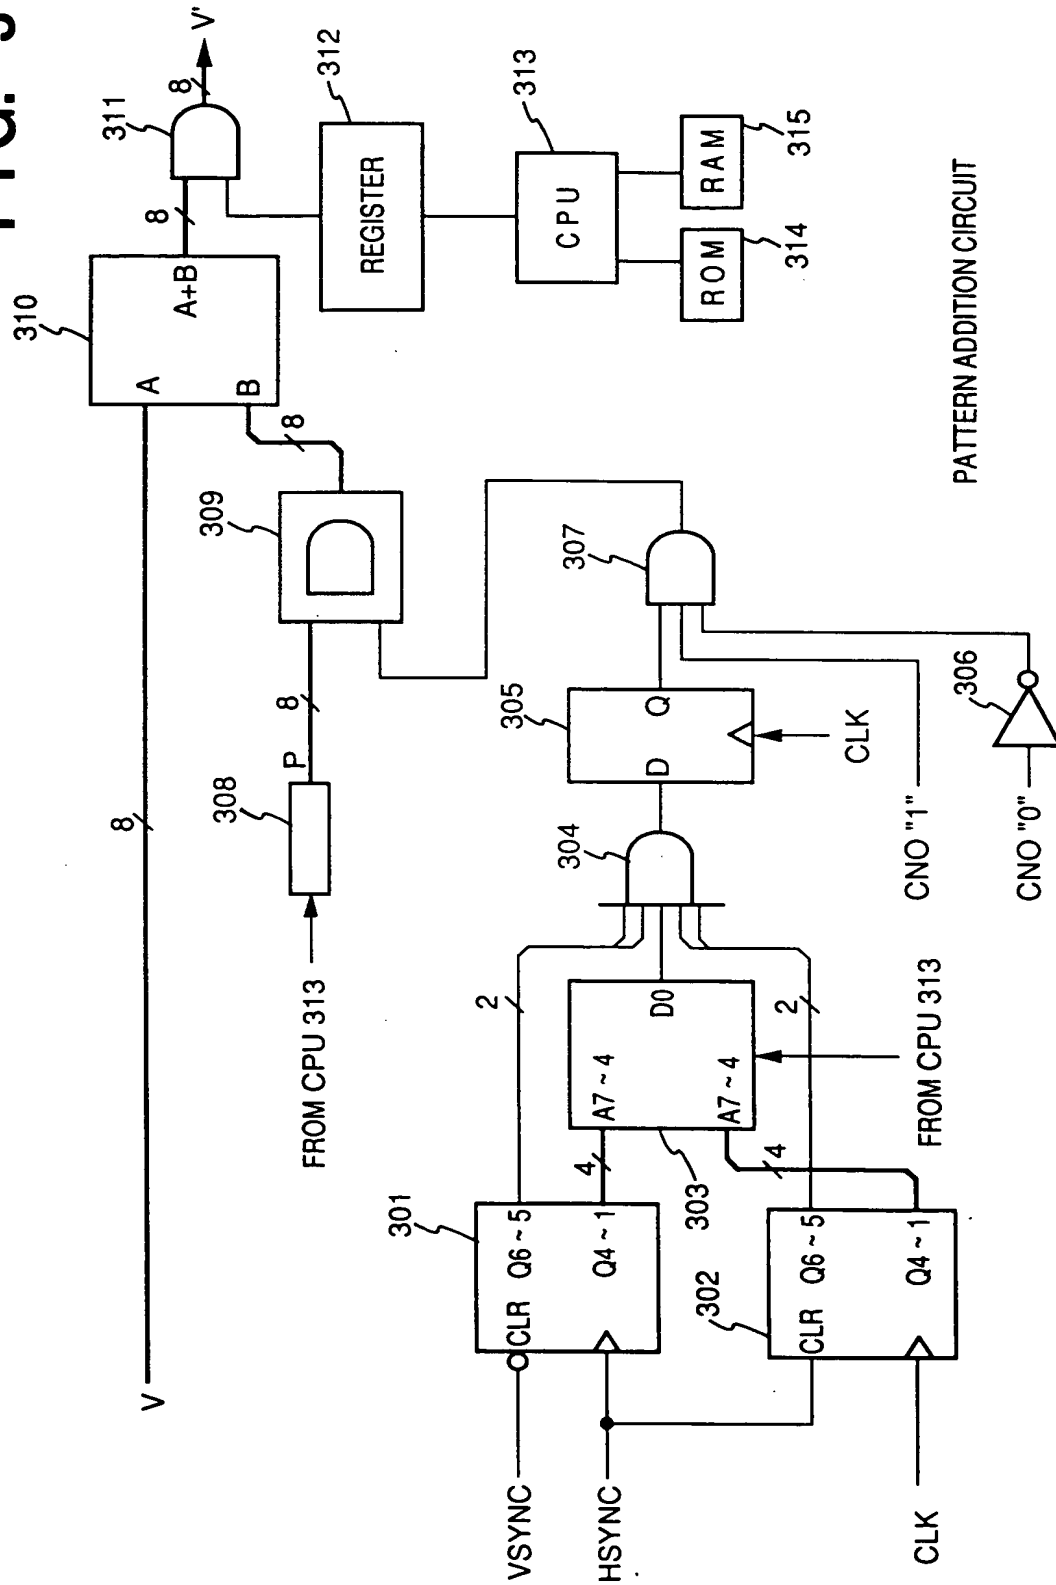 FIG.
310
311
V
8
A
8
8
V'
308
309
B
A+B
FROM CPU 313
P
8
8
312
REGISTER
301
VSYNC
CLR
Q6 ~ 5
2
304
305
307
313
CPU
HSYNC
Q4 ~ 1
4
A7 ~ 4
D0
D
Q
303
A7 ~ 4
302
CLR
Q6 ~ 5
2
4
ROM
RAM
314
315
CLK
CLK
Q4 ~ 1
FROM CPU 313
CNO "1"
306
CNO "0"
PATTERN ADDITION CIRCUIT